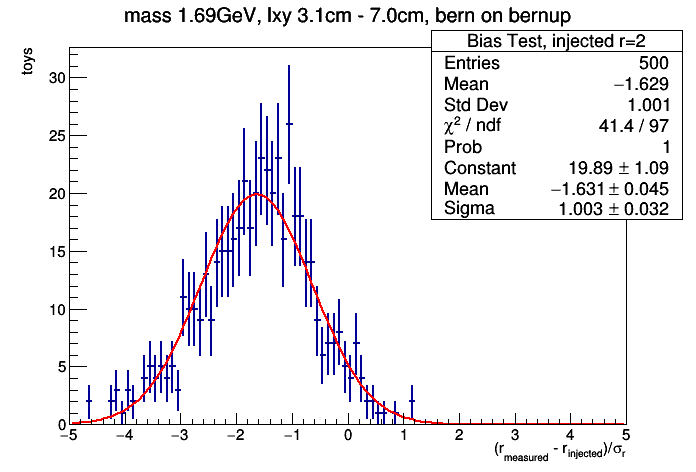 mass 1.69GeV, lxy 3.1cm - 7.0cm, bern on bernup
toys
Bias Test, injected r=2
Entries 500
Mean −1.629
Std Dev 1.001
χ² / ndf 41.4 / 97
Prob 1
Constant 19.89 ± 1.09
Mean −1.631 ± 0.045
Sigma 1.003 ± 0.032
30
25
20
15
10
5
0
−5 −4 −3 −2 −1 0 1 2 3 4 5
(r_measured - r_injected)/σ_r